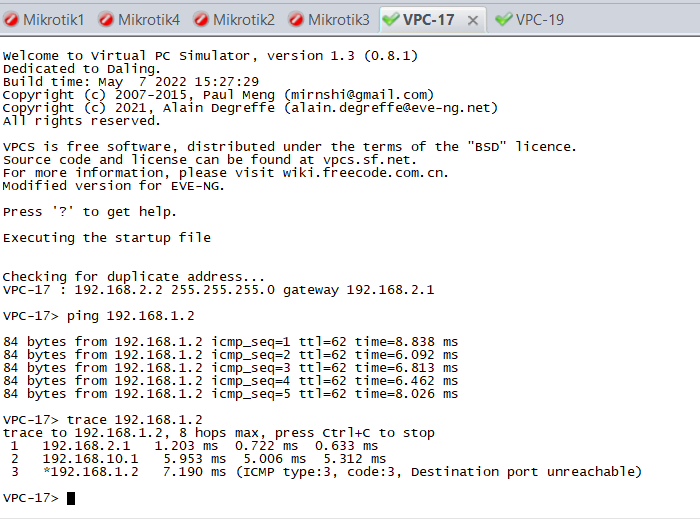 Mikrotik1 Mikrotik4 Mikrotik2 Mikrotik3 VPC-17 VPC-19
Welcome to Virtual PC Simulator, version 1.3 (0.8.1)
Dedicated to Daling.
Build time: May  7 2022 15:27:29
Copyright (c) 2007-2015, Paul Meng (mirnshi@gmail.com)
Copyright (c) 2021, Alain Degreffe (alain.degreffe@eve-ng.net)
All rights reserved.
VPCS is free software, distributed under the terms of the "BSD" licence.
Source code and license can be found at vpcs.sf.net.
For more information, please visit wiki.freecode.com.cn.
Modified version for EVE-NG.
Press '?' to get help.
Executing the startup file
Checking for duplicate address...
VPC-17 : 192.168.2.2 255.255.255.0 gateway 192.168.2.1
VPC-17> ping 192.168.1.2
84 bytes from 192.168.1.2 icmp_seq=1 ttl=62 time=8.838 ms
84 bytes from 192.168.1.2 icmp_seq=2 ttl=62 time=6.092 ms
84 bytes from 192.168.1.2 icmp_seq=3 ttl=62 time=6.813 ms
84 bytes from 192.168.1.2 icmp_seq=4 ttl=62 time=6.462 ms
84 bytes from 192.168.1.2 icmp_seq=5 ttl=62 time=8.026 ms
VPC-17> trace 192.168.1.2
trace to 192.168.1.2, 8 hops max, press Ctrl+C to stop
 1   192.168.2.1   1.203 ms  0.722 ms  0.633 ms
 2   192.168.10.1   5.953 ms  5.006 ms  5.312 ms
 3   *192.168.1.2   7.190 ms (ICMP type:3, code:3, Destination port unreachable)
VPC-17>